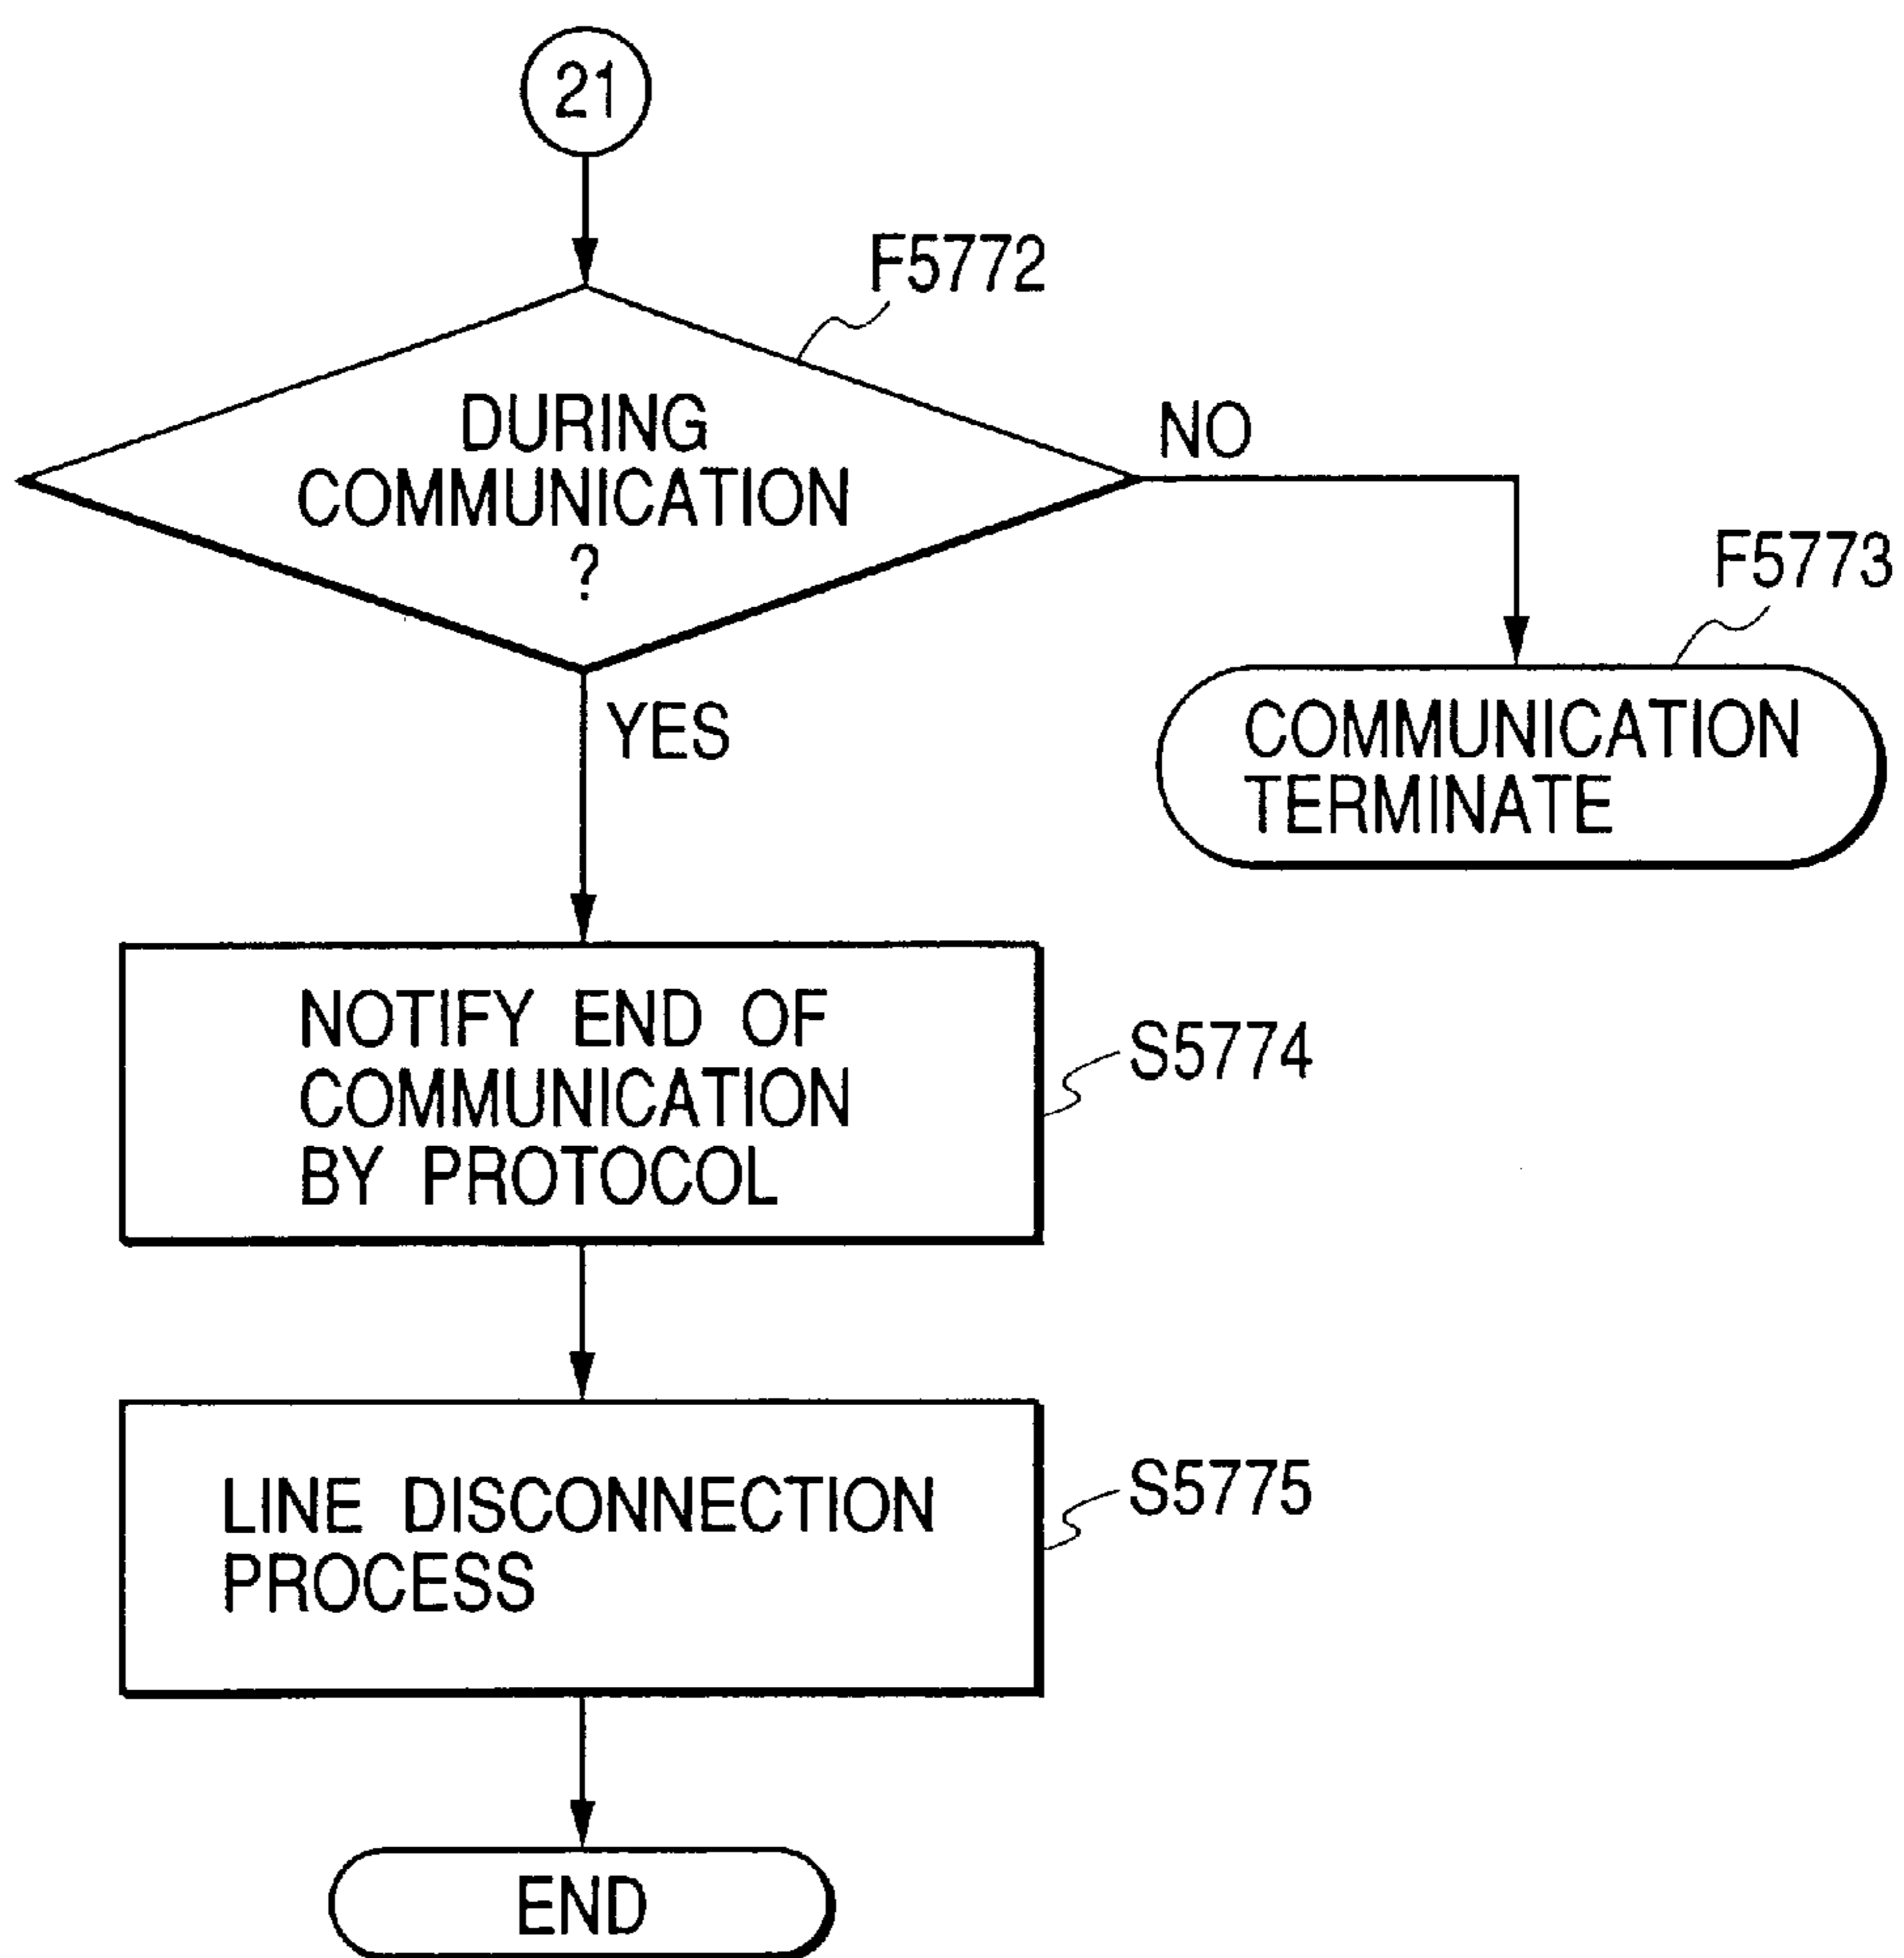 21
F5772
DURING
COMMUNICATION
?
NO
F5773
COMMUNICATION
TERMINATE
YES
NOTIFY END OF
COMMUNICATION
BY PROTOCOL
S5774
LINE DISCONNECTION
PROCESS
S5775
END